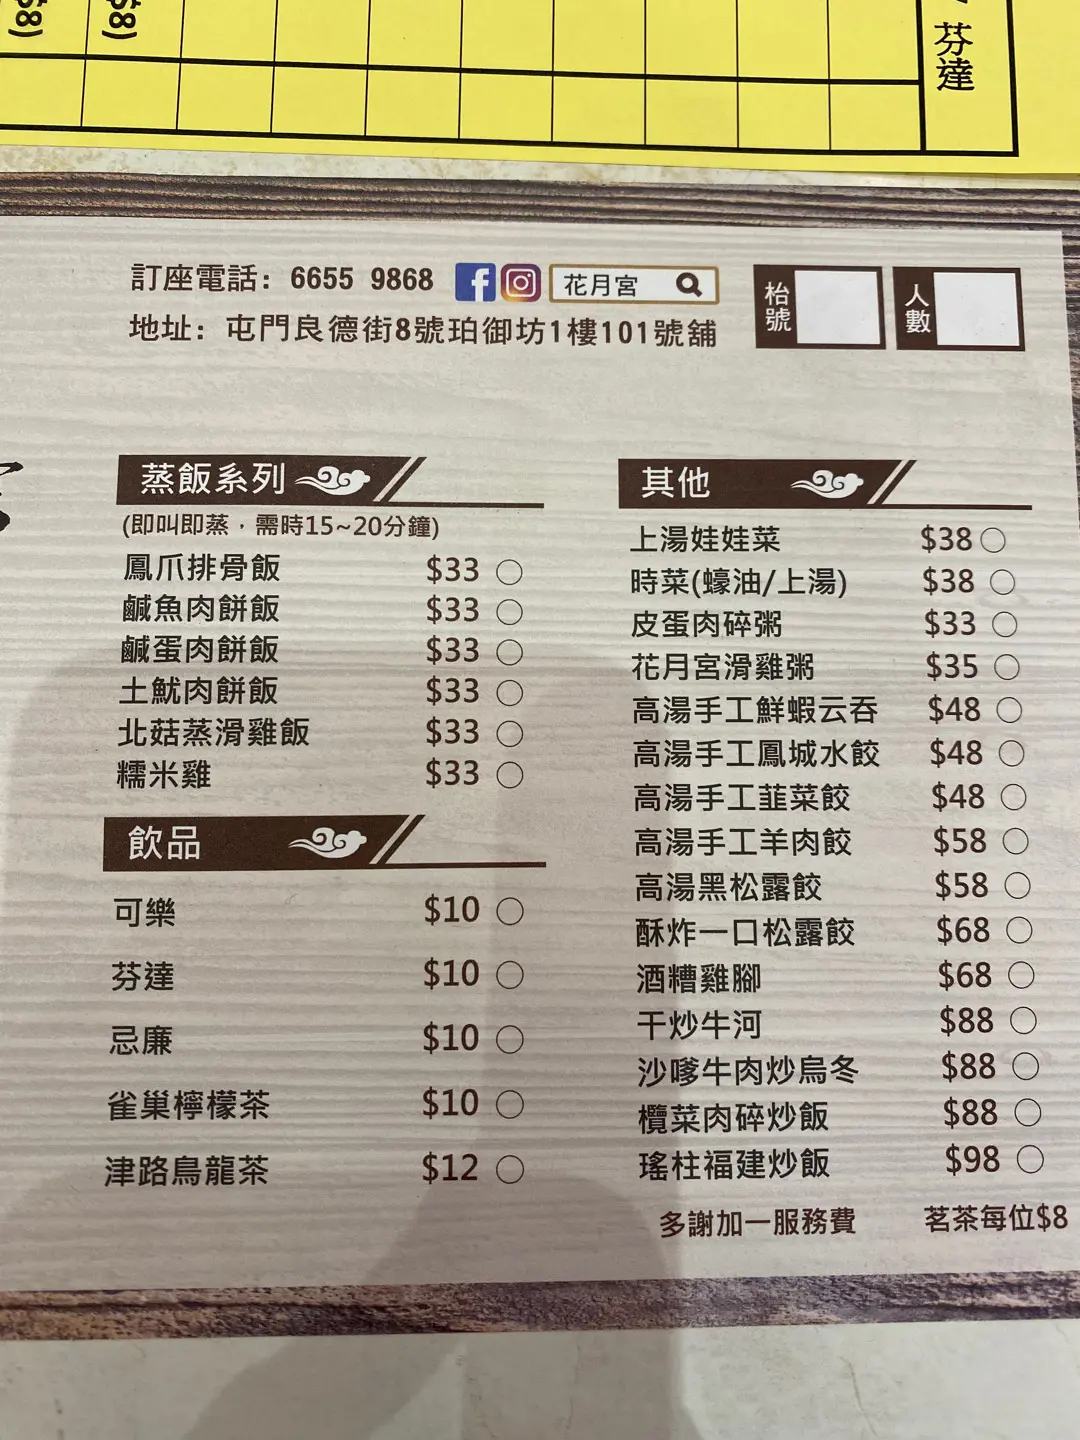 $8)
$8)
芬達
訂座電話: 6655 9868
花月宮
地址: 屯門良德街8號珀御坊1樓101號舖
枱號
人數
蒸飯系列
(即叫即蒸，需時15~20分鐘)
鳳爪排骨飯 $33
鹹魚肉餅飯 $33
鹹蛋肉餅飯 $33
土魷肉餅飯 $33
北菇蒸滑雞飯 $33
糯米雞 $33
飲品
可樂 $10
芬達 $10
忌廉 $10
雀巢檸檬茶 $10
津路烏龍茶 $12
其他
上湯娃娃菜 $38
時菜(蠔油/上湯) $38
皮蛋肉碎粥 $33
花月宮滑雞粥 $35
高湯手工鮮蝦云吞 $48
高湯手工鳳城水餃 $48
高湯手工韮菜餃 $48
高湯手工羊肉餃 $58
高湯黑松露餃 $58
酥炸一口松露餃 $68
酒糟雞腳 $68
干炒牛河 $88
沙嗲牛肉炒烏冬 $88
欖菜肉碎炒飯 $88
瑤柱福建炒飯 $98
多謝加一服務費 茗茶每位$8